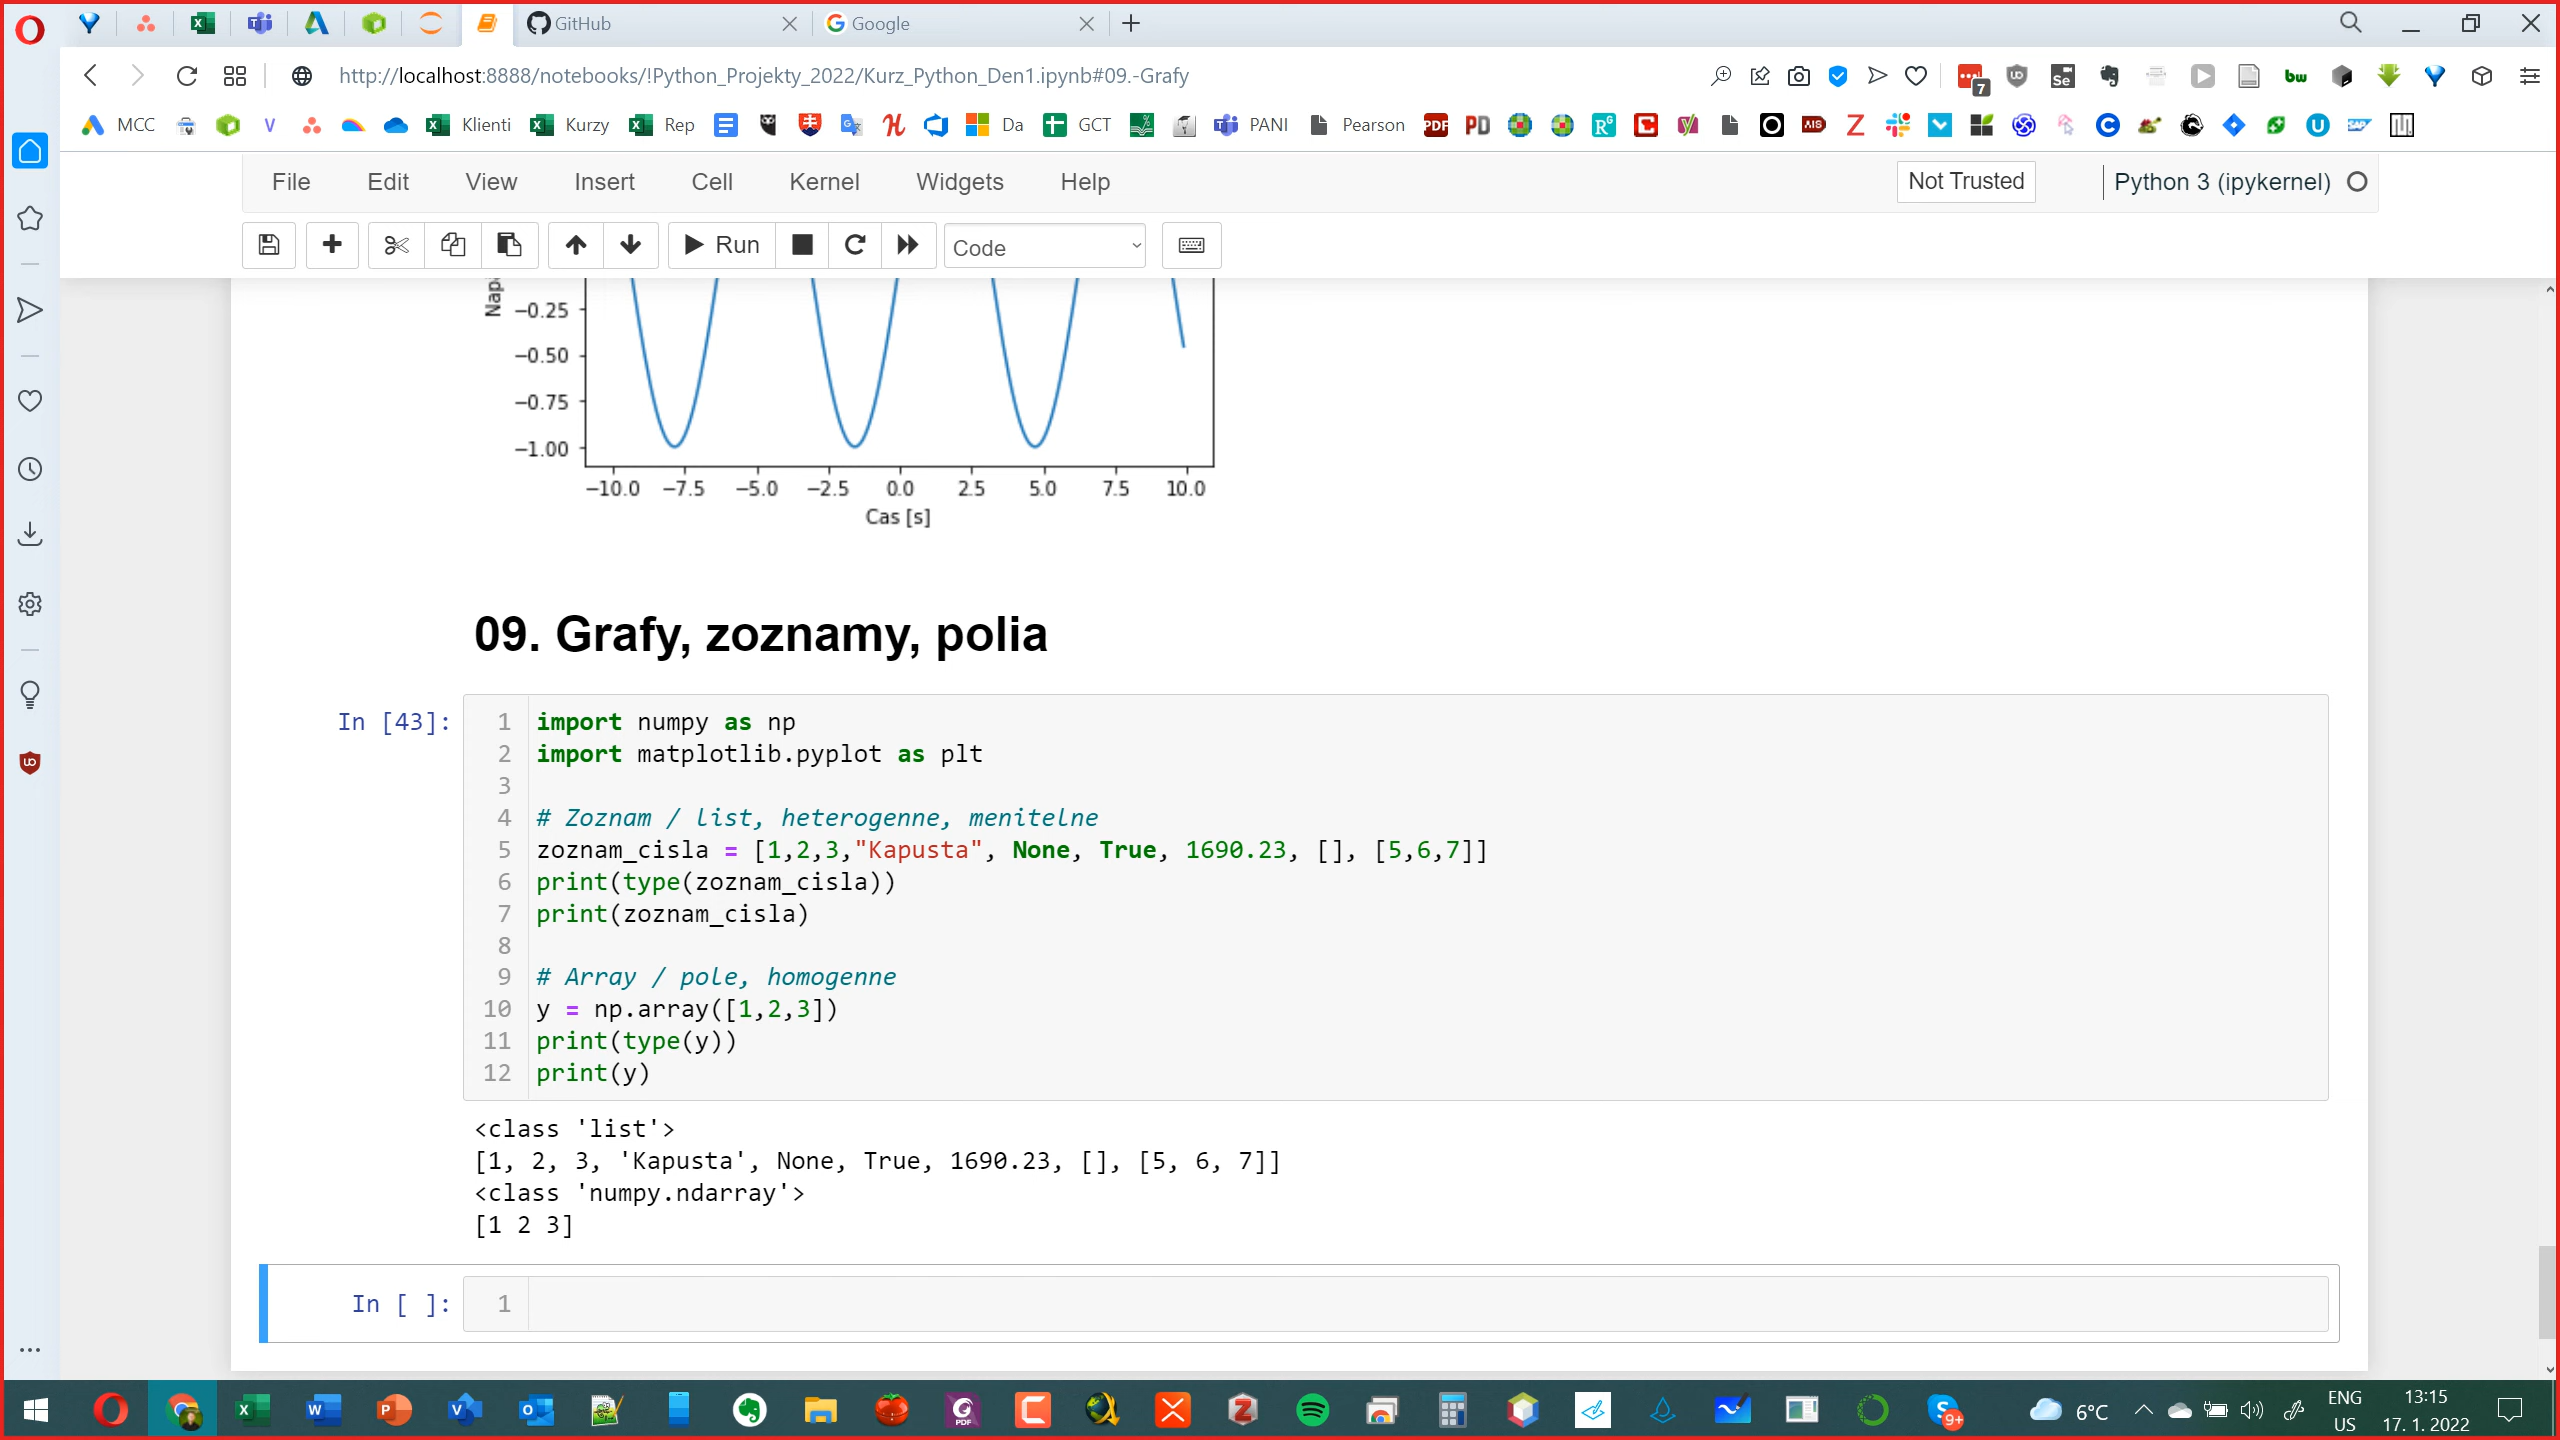 GitHub
Google
http://localhost:8888/notebooks/!Python_Projekty_2022/Kurz_Python_Den1.ipynb#09.-Grafy
7
MCC
V
Klienti
Kurzy
Rep
Da
GCT
PANI
Pearson
PDF
PD
AIS
File
Edit
View
Insert
Cell
Kernel
Widgets
Help
Not Trusted
Python 3 (ipykernel)
Run
Code
−0.25
−0.50
−0.75
−1.00
−10.0 −7.5 −5.0 −2.5 0.0 2.5 5.0 7.5 10.0
Cas [s]
09. Grafy, zoznamy, polia
In [43]:
1 import numpy as np
2 import matplotlib.pyplot as plt
3
4 # Zoznam / list, heterogenne, menitelne
5 zoznam_cisla = [1,2,3,"Kapusta", None, True, 1690.23, [], [5,6,7]]
6 print(type(zoznam_cisla))
7 print(zoznam_cisla)
8
9 # Array / pole, homogenne
10 y = np.array([1,2,3])
11 print(type(y))
12 print(y)
<class 'list'>
[1, 2, 3, 'Kapusta', None, True, 1690.23, [], [5, 6, 7]]
<class 'numpy.ndarray'>
[1 2 3]
In [ ]:
1
9+
6°C
ENG
US
13:15
17. 1. 2022